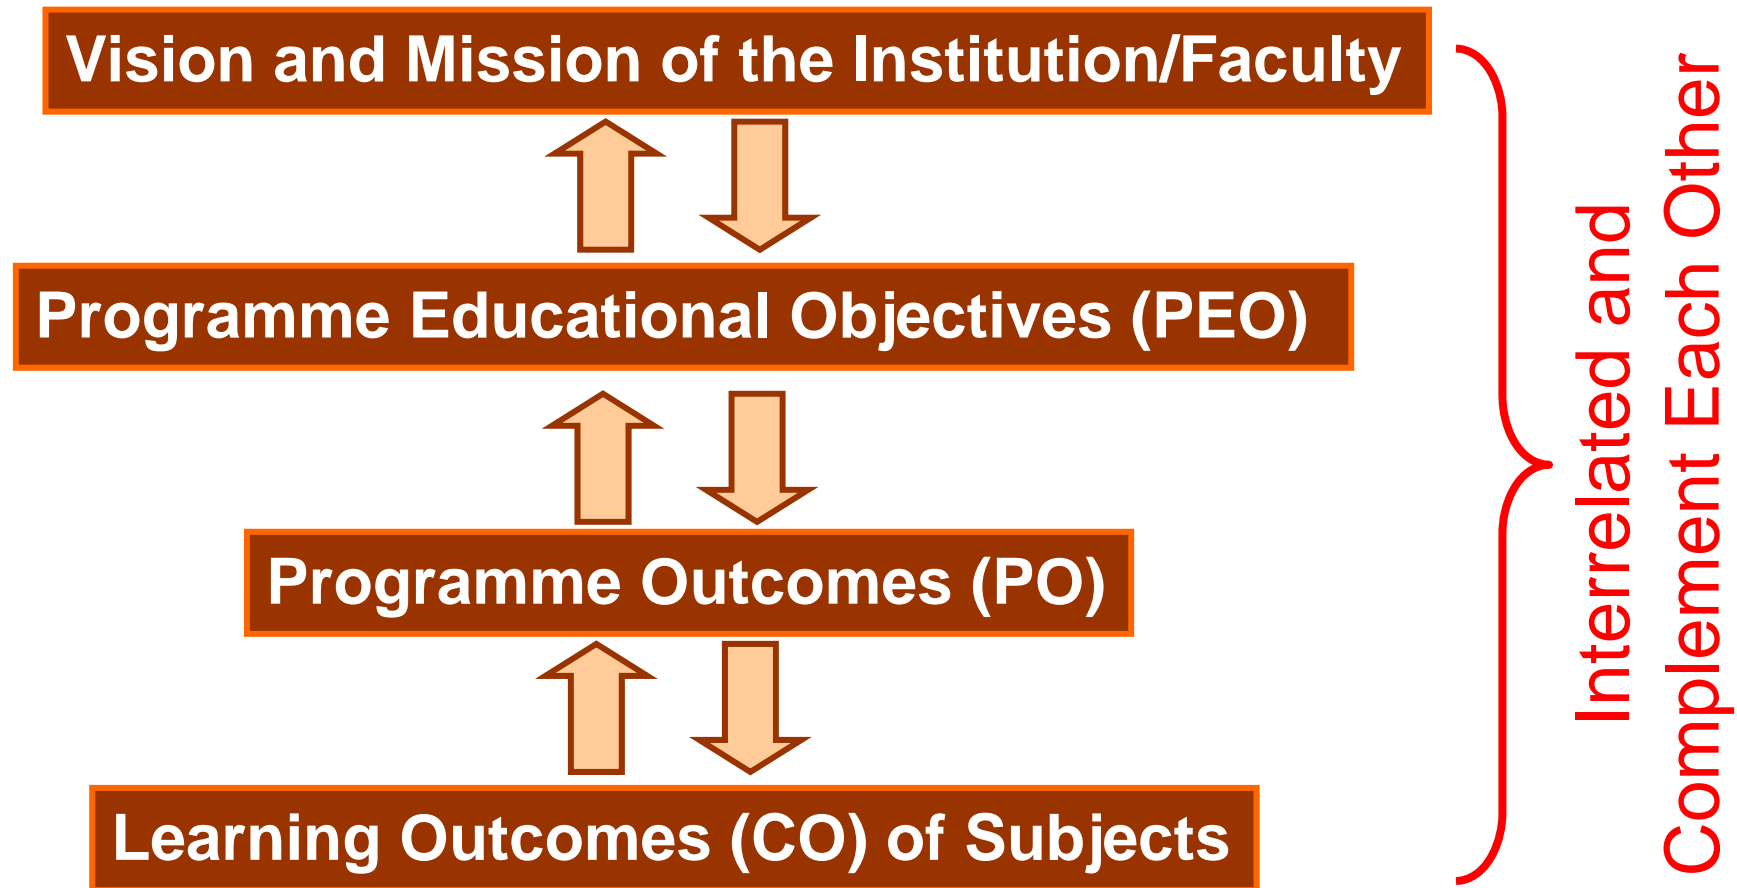 Vision and Mission of the Institution/Faculty
Programme Educational Objectives (PEO)
Programme Outcomes (PO)
Learning Outcomes (CO) of Subjects
Interrelated and
Complement Each Other